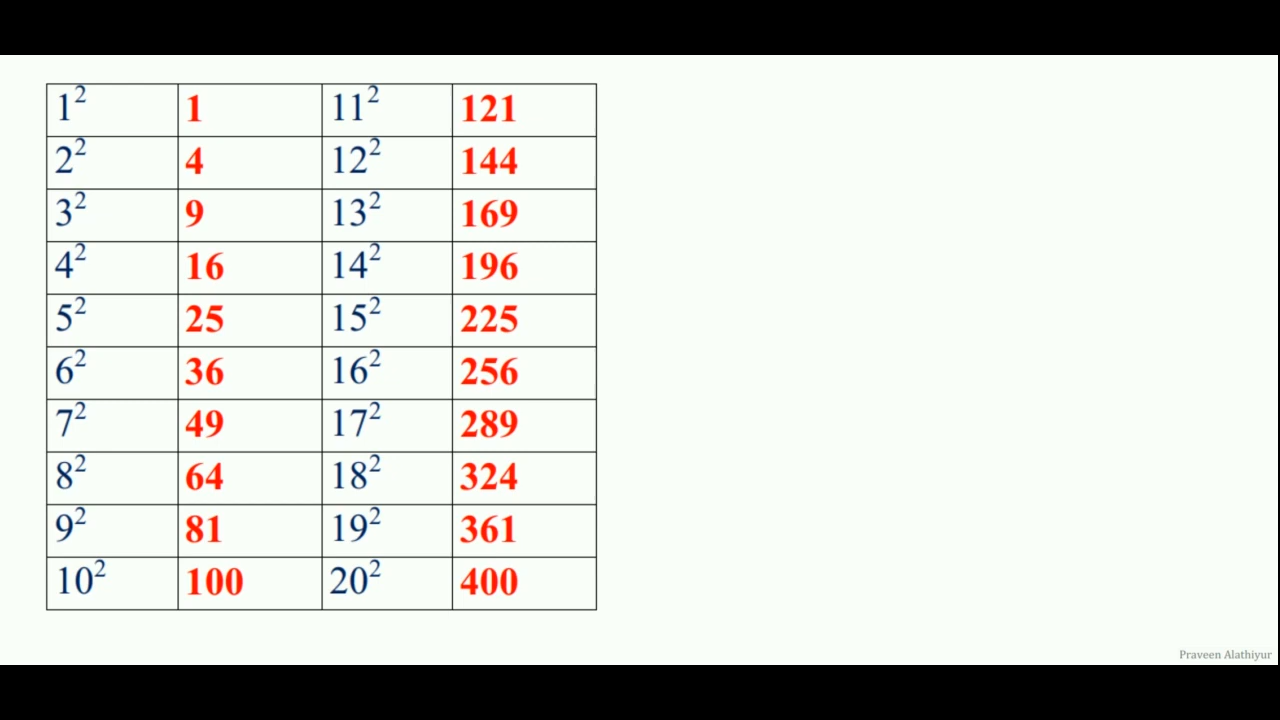 1² 1 11² 121
2² 4 12² 144
3² 9 13² 169
4² 16 14² 196
5² 25 15² 225
6² 36 16² 256
7² 49 17² 289
8² 64 18² 324
9² 81 19² 361
10² 100 20² 400
Praveen Alathiyur